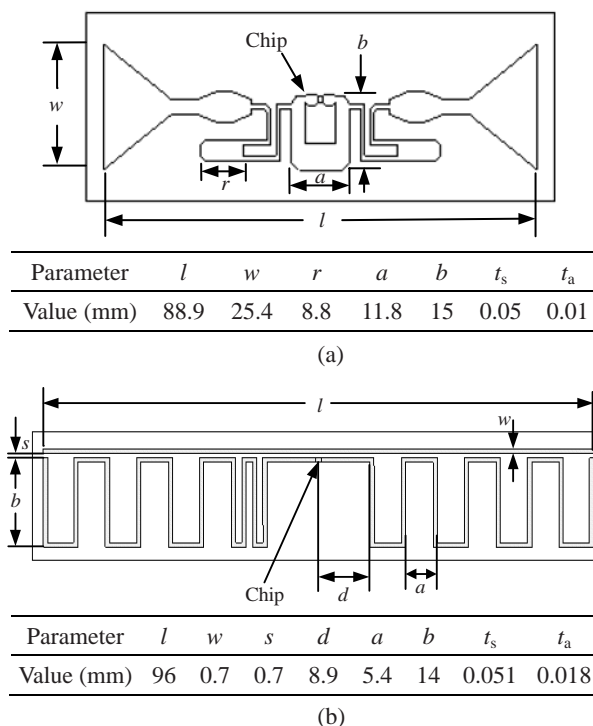 Chip
b
w
r
a
l
Parameter l w r a b tₛ tₐ
Value (mm) 88.9 25.4 8.8 11.8 15 0.05 0.01
(a)
l
w
s
b
Chip
d
a
Parameter l w s d a b tₛ tₐ
Value (mm) 96 0.7 0.7 8.9 5.4 14 0.051 0.018
(b)